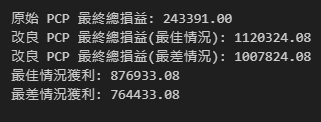 原始 PCP 最終總損益: 243391.00
改良 PCP 最終總損益(最佳情況): 1120324.08
改良 PCP 最終總損益(最差情況): 1007824.08
最佳情況獲利: 876933.08
最差情況獲利: 764433.08